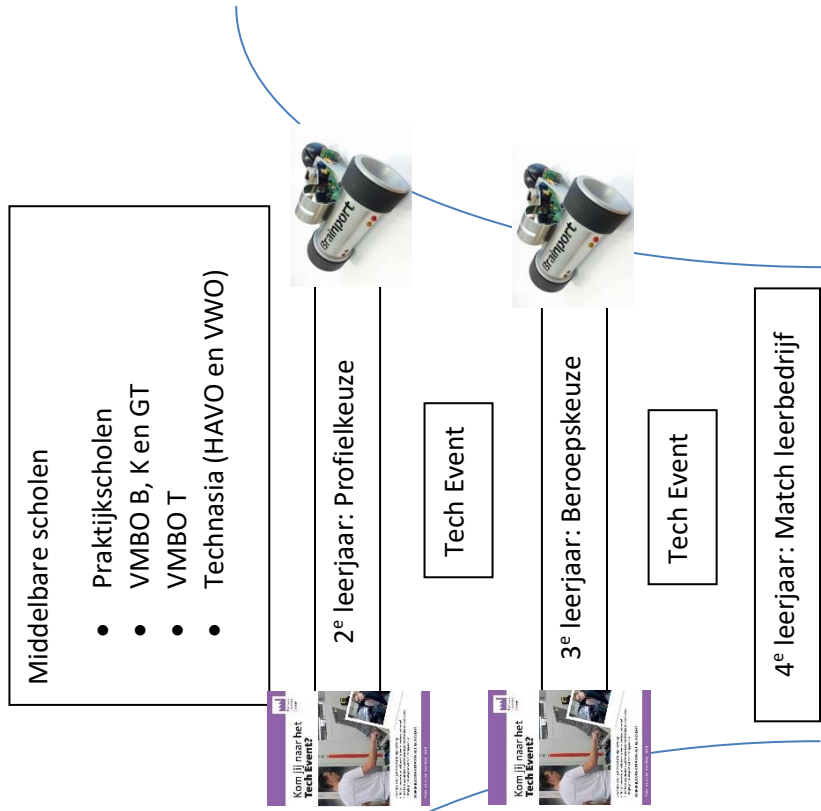 Middelbare scholen
• Praktijkscholen
• VMBO B, K en GT
• VMBO T
• Technasia (HAVO en VWO)
2e leerjaar: Profielkeuze
Brainport
Kom jij naar het
Tech Event?
Tech Event
3e leerjaar: Beroepskeuze
Brainport
Kom jij naar het
Tech Event?
Tech Event
4e leerjaar: Match leerbedrijf